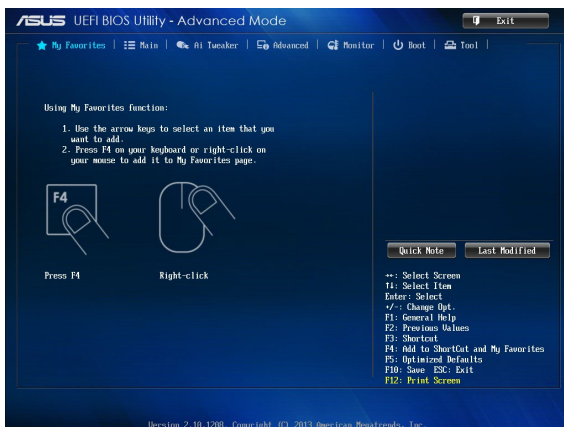 ASUS UEFI BIOS Utility - Advanced Mode
Exit
My Favorites | Main | Ai Tweaker | Advanced | Monitor | Boot | Tool |
Using My Favorites function:
1. Use the arrow keys to select an item that you
want to add.
2. Press F4 on your keyboard or right-click on
your mouse to add it to My Favorites page.
F4
Press F4
Right-click
Quick Note
Last Modified
→←: Select Screen
↑↓: Select Item
Enter: Select
+/-: Change Opt.
F1: General Help
F2: Previous Values
F3: Shortcut
F4: Add to ShortCut and My Favorites
F5: Optimized Defaults
F10: Save ESC: Exit
F12: Print Screen
Version 2.10.1208. Copyright (C) 2013 American Megatrends, Inc.